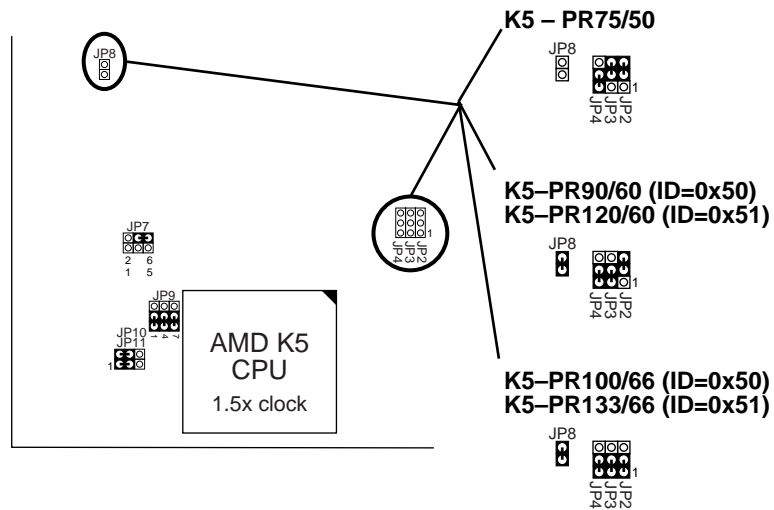 K5 – PR75/50
JP8
JP8
1
JP4
JP3
JP2
K5–PR90/60 (ID=0x50)
K5–PR120/60 (ID=0x51)
JP7
2 6
1 5
1
JP4
JP3
JP2
JP8
1
JP4
JP3
JP2
JP9
1 4 7
JP10
JP11
1
AMD K5
CPU
1.5x clock
K5–PR100/66 (ID=0x50)
K5–PR133/66 (ID=0x51)
JP8
1
JP4
JP3
JP2